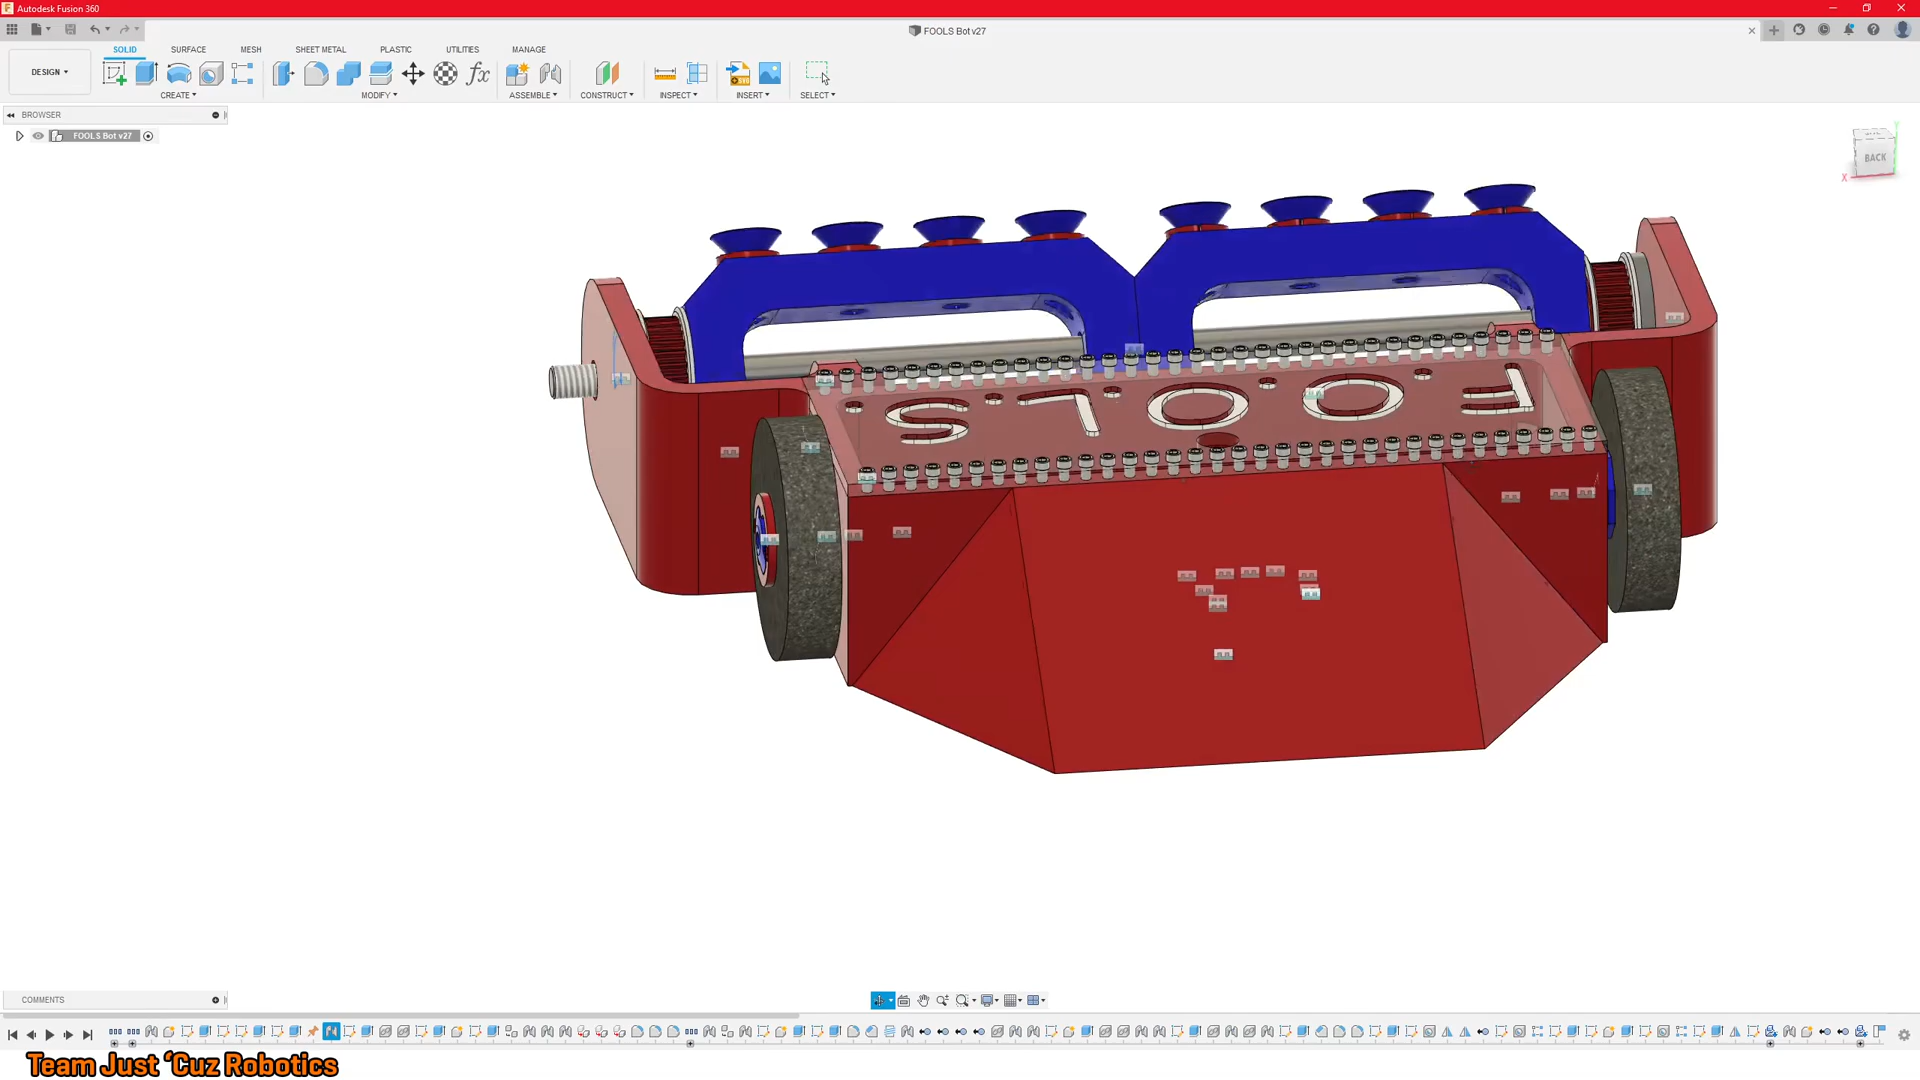 Autodesk Fusion 360
FOOLS Bot v27
SOLID SURFACE MESH SHEET METAL PLASTIC UTILITIES MANAGE
DESIGN
CREATE MODIFY ASSEMBLE CONSTRUCT INSPECT INSERT SELECT
BROWSER
FOOLS Bot v27
BACK
X
F.O.O.L.S
COMMENTS
Team Just ‘Cuz Robotics